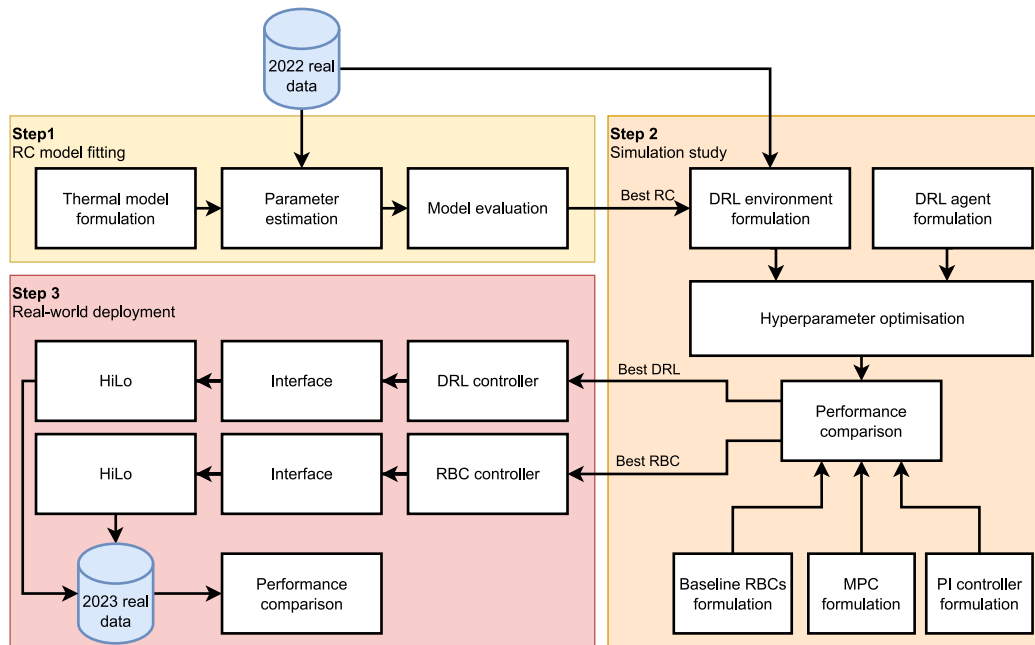 2022 real
data
Step1
RC model fitting
Thermal model
formulation
Parameter
estimation
Model evaluation
Best RC
Step 2
Simulation study
DRL environment
formulation
DRL agent
formulation
Hyperparameter optimisation
Performance
comparison
Baseline RBCs
formulation
MPC
formulation
PI controller
formulation
Best DRL
Best RBC
Step 3
Real-world deployment
HiLo
Interface
DRL controller
HiLo
Interface
RBC controller
2023 real
data
Performance
comparison